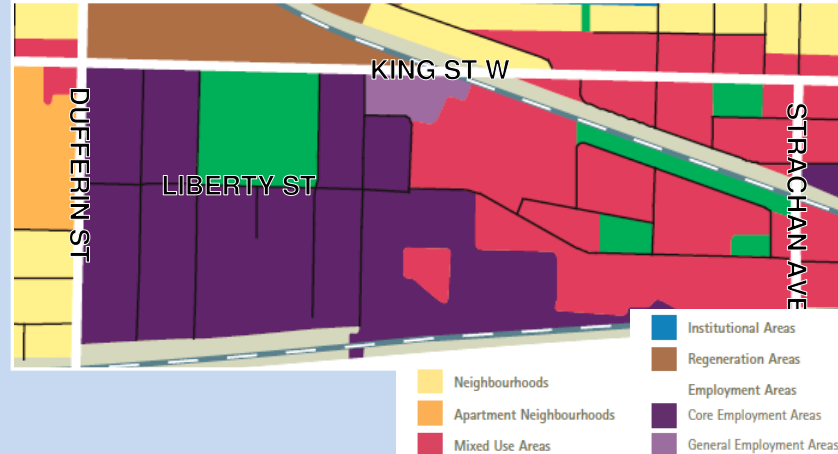 KING ST W
DUFFERIN ST
LIBERTY ST
STRACHAN AVE
Institutional Areas
Regeneration Areas
Employment Areas
Neighbourhoods
Apartment Neighbourhoods
Core Employment Areas
Mixed Use Areas
General Employment Areas